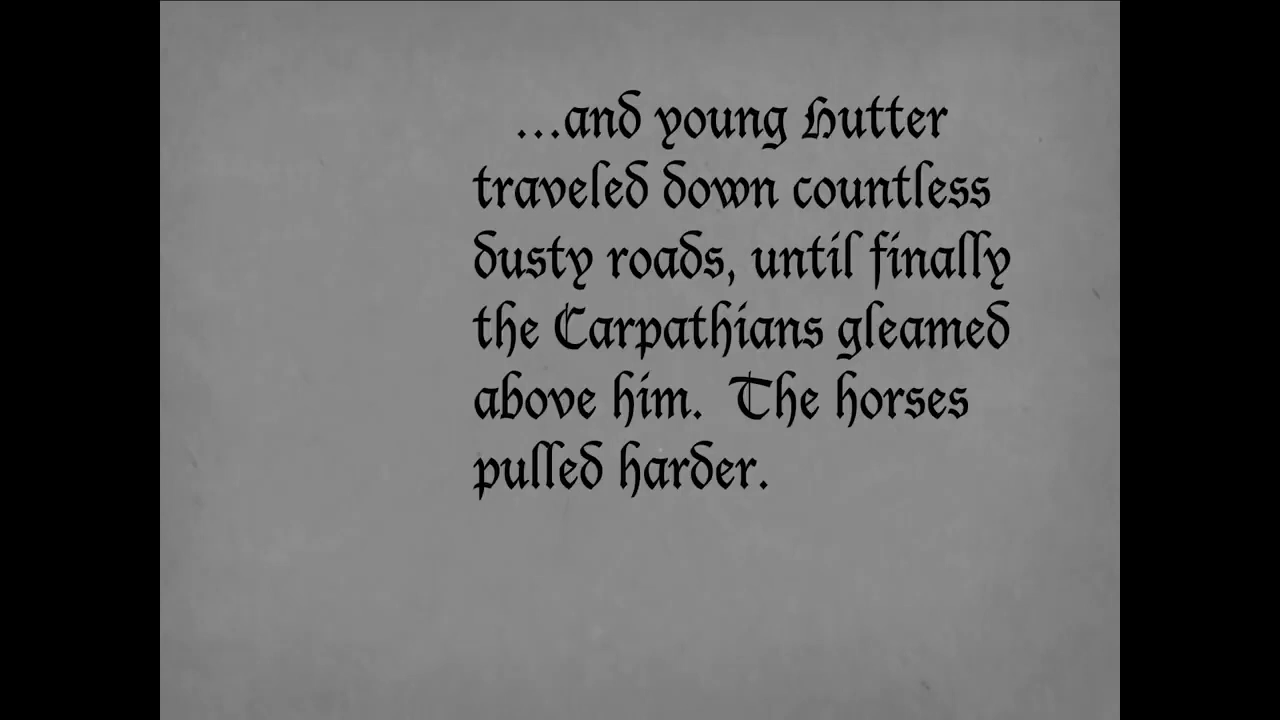 ...and young Hutter
traveled down countless
dusty roads, until finally
the Carpathians gleamed
above him. The horses
pulled harder.